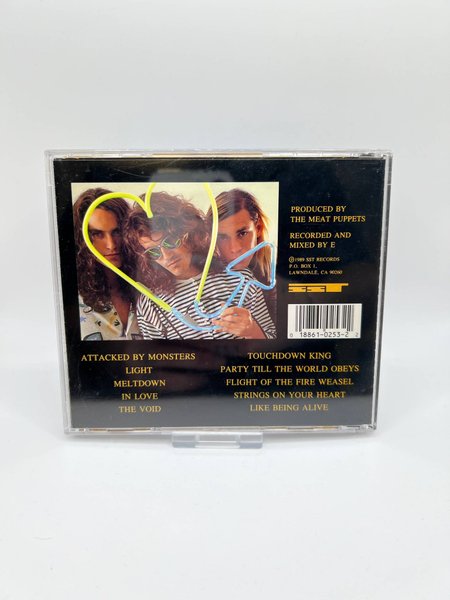 PRODUCED BY
THE MEAT PUPPETS
RECORDED AND
MIXED BY E
℗1989 SST RECORDS
P.O. BOX 1,
LAWNDALE, CA 90260
SST
0 18861-0253-2 2
ATTACKED BY MONSTERS
LIGHT
MELTDOWN
IN LOVE
THE VOID
TOUCHDOWN KING
PARTY TILL THE WORLD OBEYS
FLIGHT OF THE FIRE WEASEL
STRINGS ON YOUR HEART
LIKE BEING ALIVE